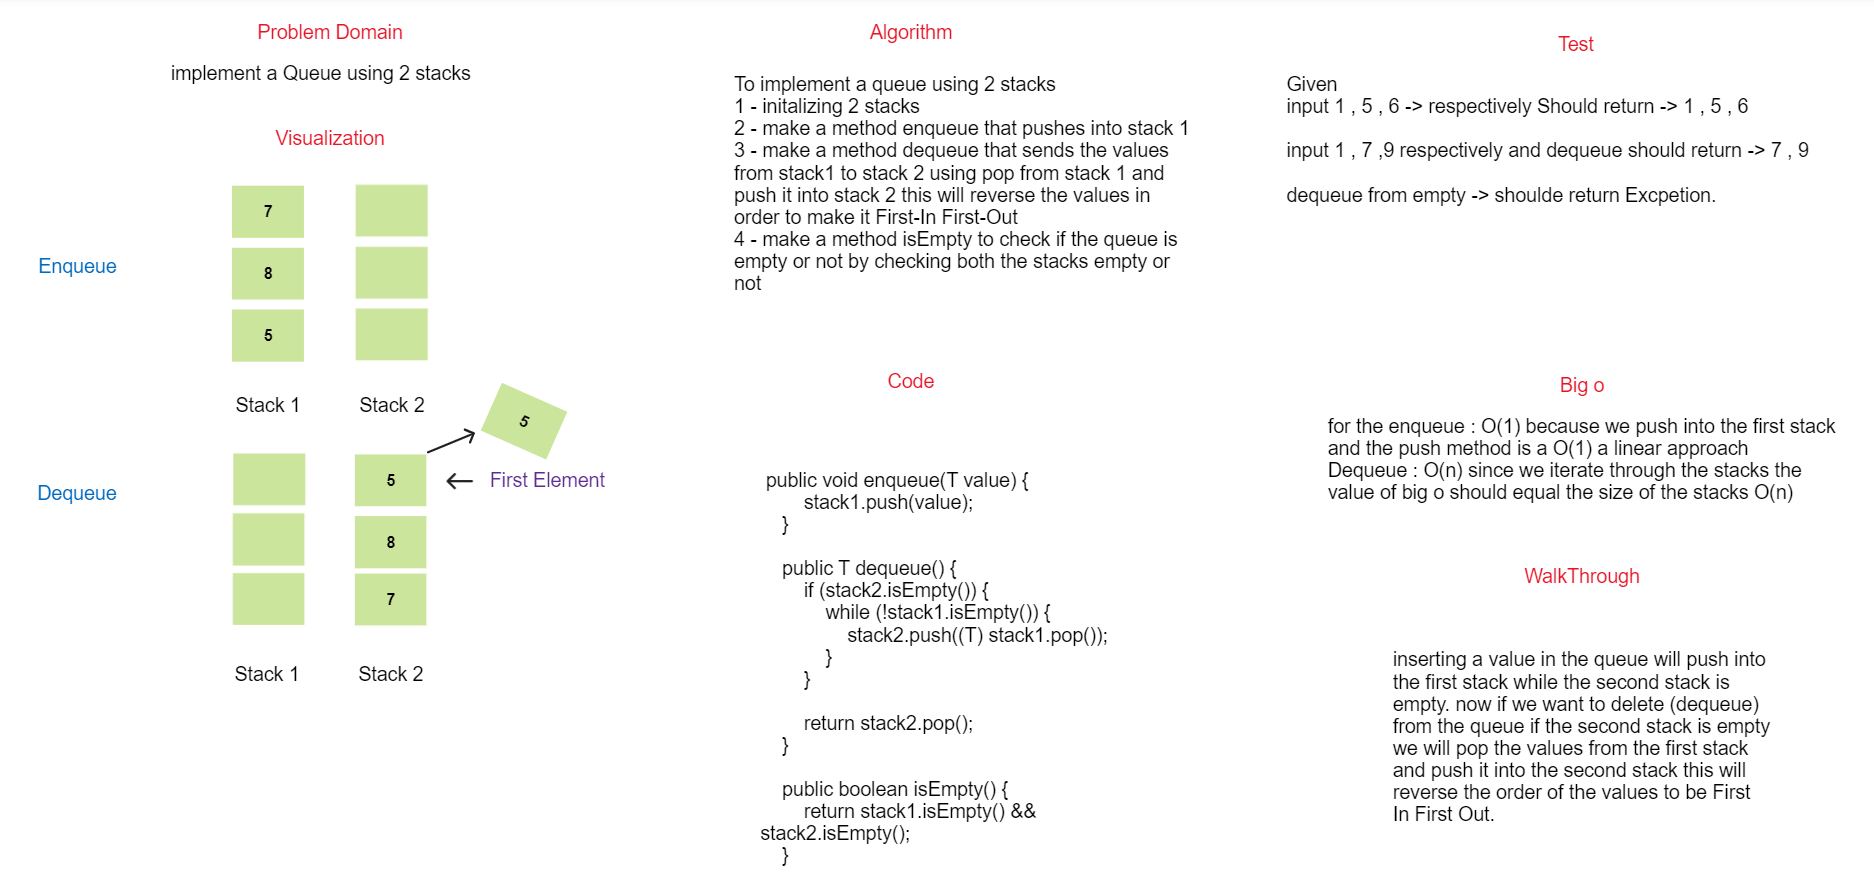 Problem Domain
implement a Queue using 2 stacks
Visualization
Enqueue
7
8
5
Stack 1
Stack 2
5
Dequeue
5
First Element
8
7
Stack 1
Stack 2
Algorithm
To implement a queue using 2 stacks
1 - initalizing 2 stacks
2 - make a method enqueue that pushes into stack 1
3 - make a method dequeue that sends the values
from stack1 to stack 2 using pop from stack 1 and
push it into stack 2 this will reverse the values in
order to make it First-In First-Out
4 - make a method isEmpty to check if the queue is
empty or not by checking both the stacks empty or
not
Code
public void enqueue(T value) {
stack1.push(value);
}
public T dequeue() {
if (stack2.isEmpty()) {
while (!stack1.isEmpty()) {
stack2.push((T) stack1.pop());
}
}
return stack2.pop();
}
public boolean isEmpty() {
return stack1.isEmpty() &&
stack2.isEmpty();
}
Test
Given
input 1 , 5 , 6 -> respectively Should return -> 1 , 5 , 6
input 1 , 7 ,9 respectively and dequeue should return -> 7 , 9
dequeue from empty -> shoulde return Excpetion.
Big o
for the enqueue : O(1) because we push into the first stack
and the push method is a O(1) a linear approach
Dequeue : O(n) since we iterate through the stacks the
value of big o should equal the size of the stacks O(n)
WalkThrough
inserting a value in the queue will push into
the first stack while the second stack is
empty. now if we want to delete (dequeue)
from the queue if the second stack is empty
we will pop the values from the first stack
and push it into the second stack this will
reverse the order of the values to be First
In First Out.